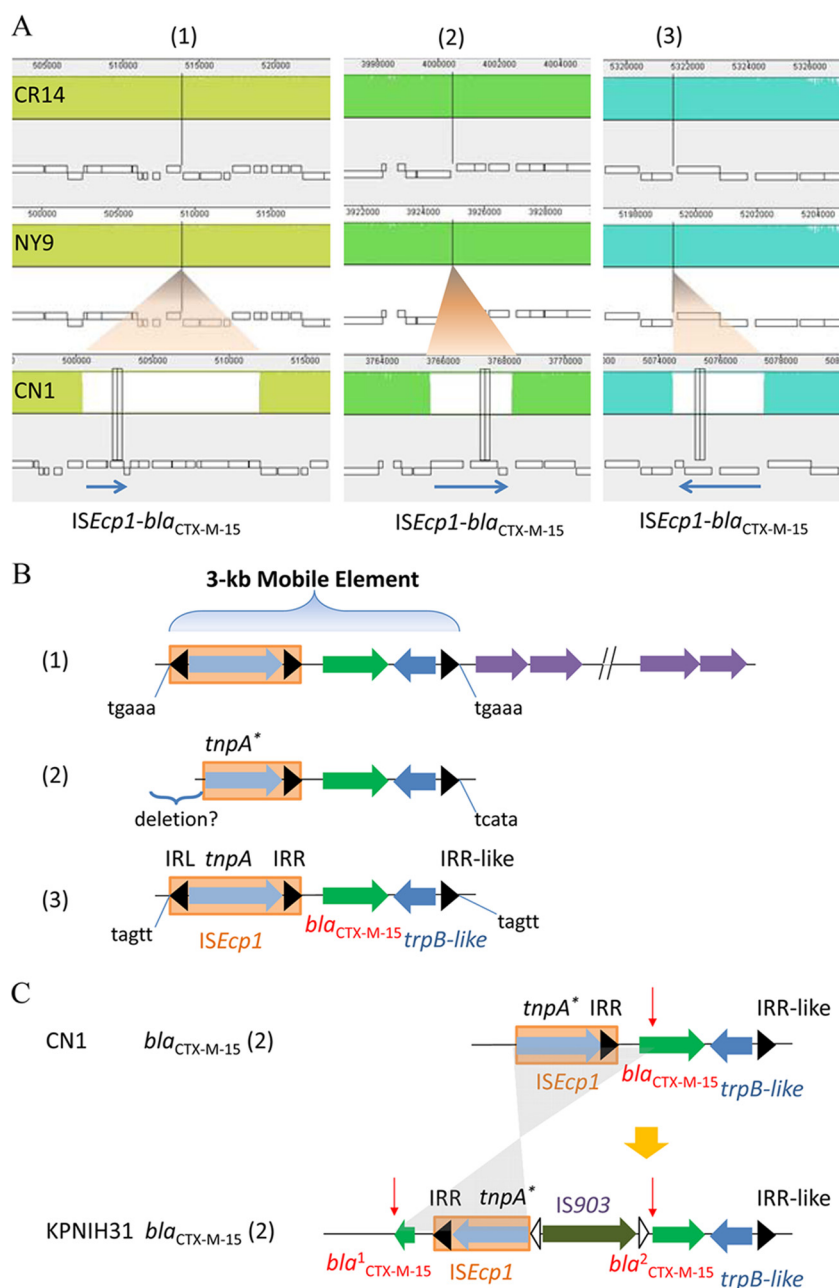 A
(1) (2) (3)
505000 510000 515000 520000
3998000 4000000 4002000 4004000
5320000 5322000 5324000 5326000
CR14
500000 505000 510000 515000
3922000 3924000 3926000 3928000
5198000 5200000 5202000 5204000
NY9
500000 505000 510000 515000
3764000 3766000 3768000 3770000
5074000 5076000 5078000 508
CN1
ISEcp1-blaCTX-M-15 ISEcp1-blaCTX-M-15 ISEcp1-blaCTX-M-15
B
3-kb Mobile Element
(1)
//
tgaaa tgaaa
tnpA*
(2)
deletion? tcata
IRL tnpA IRR IRR-like
(3)
tagtt ISEcp1 blaCTX-M-15 trpB-like tagtt
C
tnpA* IRR IRR-like
CN1 blaCTX-M-15 (2)
ISEcp1 blaCTX-M-15 trpB-like
IRR tnpA* IS903 IRR-like
KPNIH31 blaCTX-M-15 (2)
bla1CTX-M-15 ISEcp1 bla2CTX-M-15 trpB-like